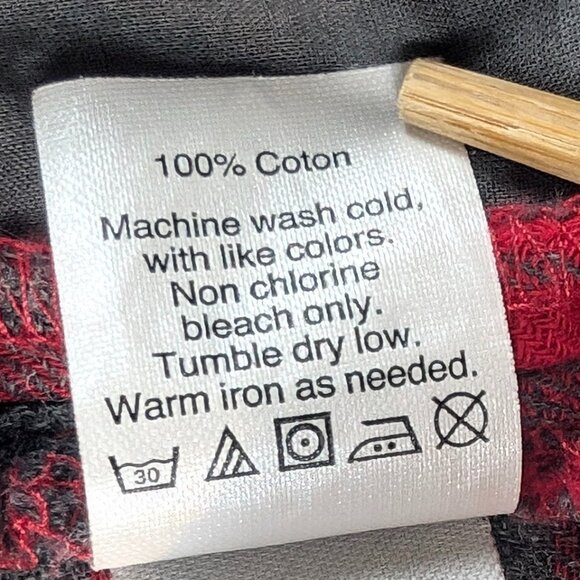 100% Coton
Machine wash cold,
with like colors.
Non chlorine
bleach only.
Tumble dry low.
Warm iron as needed.
30